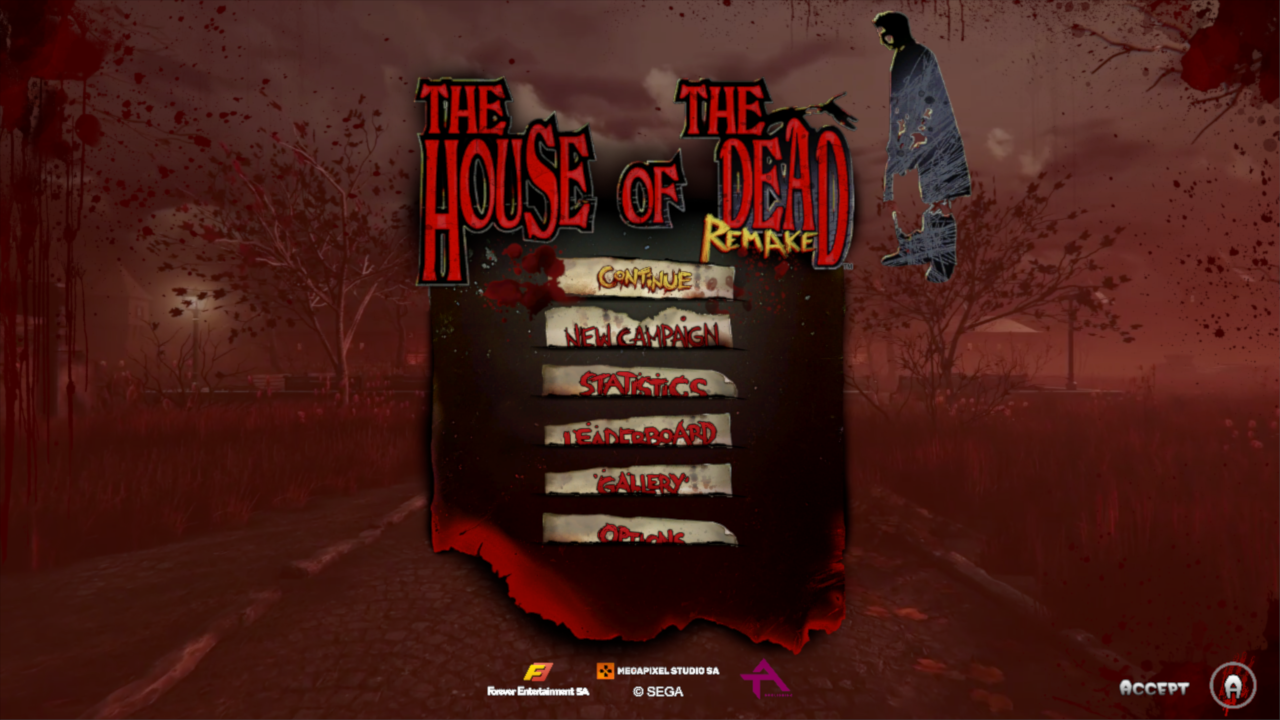 THE HOUSE OF THE DEAD
REMAKE
CONTINUE
NEW CAMPAIGN
STATISTICS
LEADERBOARD
GALLERY
OPTIONS
Forever Entertainment SA
MEGAPIXEL STUDIO SA
© SEGA
ACCEPT A